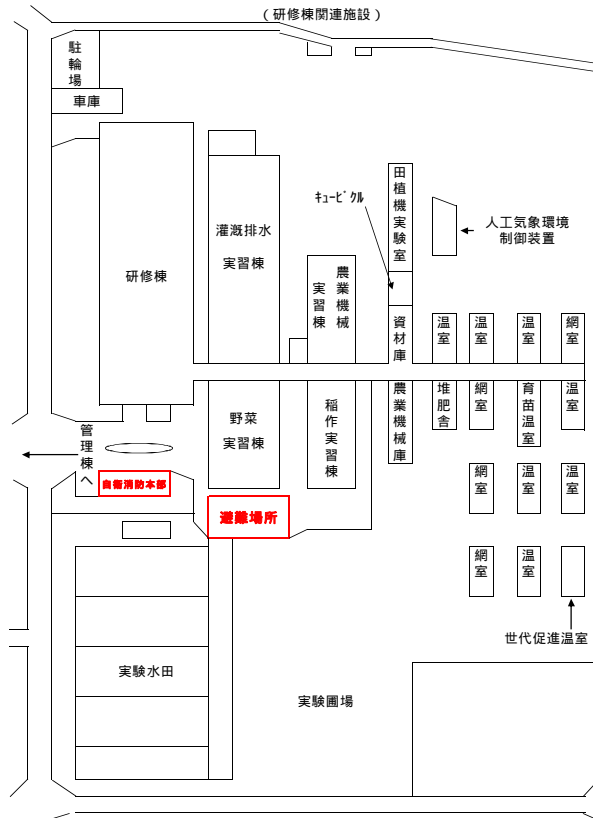 (研修棟関連施設)
駐輪場
車庫
研修棟
灌漑排水
実習棟
ｷｭｰﾋﾞｸﾙ
田植機実験室
人工気象環境
制御装置
農業機械
実習棟
資材庫
温室
温室
温室
網室
野菜
実習棟
稲作実習棟
農業機械庫
堆肥舎
網室
育苗温室
温室
管理棟へ
自衛消防本部
避難場所
網室
温室
温室
網室
温室
世代促進温室
実験水田
実験圃場